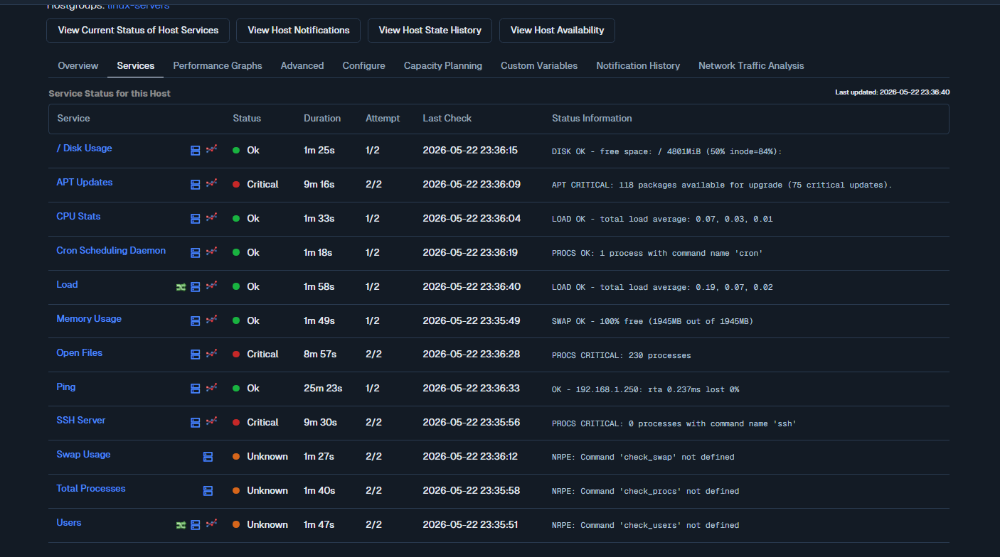 Hostgroups: linux-servers
View Current Status of Host Services View Host Notifications View Host State History View Host Availability
Overview Services Performance Graphs Advanced Configure Capacity Planning Custom Variables Notification History Network Traffic Analysis
Service Status for this Host Last updated: 2026-05-22 23:36:40
Service Status Duration Attempt Last Check Status Information
/ Disk Usage Ok 1m 25s 1/2 2026-05-22 23:36:15 DISK OK - free space: / 4801MiB (50% inode=84%):
APT Updates Critical 9m 16s 2/2 2026-05-22 23:36:09 APT CRITICAL: 118 packages available for upgrade (75 critical updates).
CPU Stats Ok 1m 33s 1/2 2026-05-22 23:36:04 LOAD OK - total load average: 0.07, 0.03, 0.01
Cron Scheduling Daemon Ok 1m 18s 1/2 2026-05-22 23:36:19 PROCS OK: 1 process with command name 'cron'
Load Ok 1m 58s 1/2 2026-05-22 23:36:40 LOAD OK - total load average: 0.19, 0.07, 0.02
Memory Usage Ok 1m 49s 1/2 2026-05-22 23:35:49 SWAP OK - 100% free (1945MB out of 1945MB)
Open Files Critical 8m 57s 2/2 2026-05-22 23:36:28 PROCS CRITICAL: 230 processes
Ping Ok 25m 23s 1/2 2026-05-22 23:36:33 OK - 192.168.1.250: rta 0.237ms lost 0%
SSH Server Critical 9m 30s 2/2 2026-05-22 23:35:56 PROCS CRITICAL: 0 processes with command name 'ssh'
Swap Usage Unknown 1m 27s 2/2 2026-05-22 23:36:12 NRPE: Command 'check_swap' not defined
Total Processes Unknown 1m 40s 2/2 2026-05-22 23:35:58 NRPE: Command 'check_procs' not defined
Users Unknown 1m 47s 2/2 2026-05-22 23:35:51 NRPE: Command 'check_users' not defined